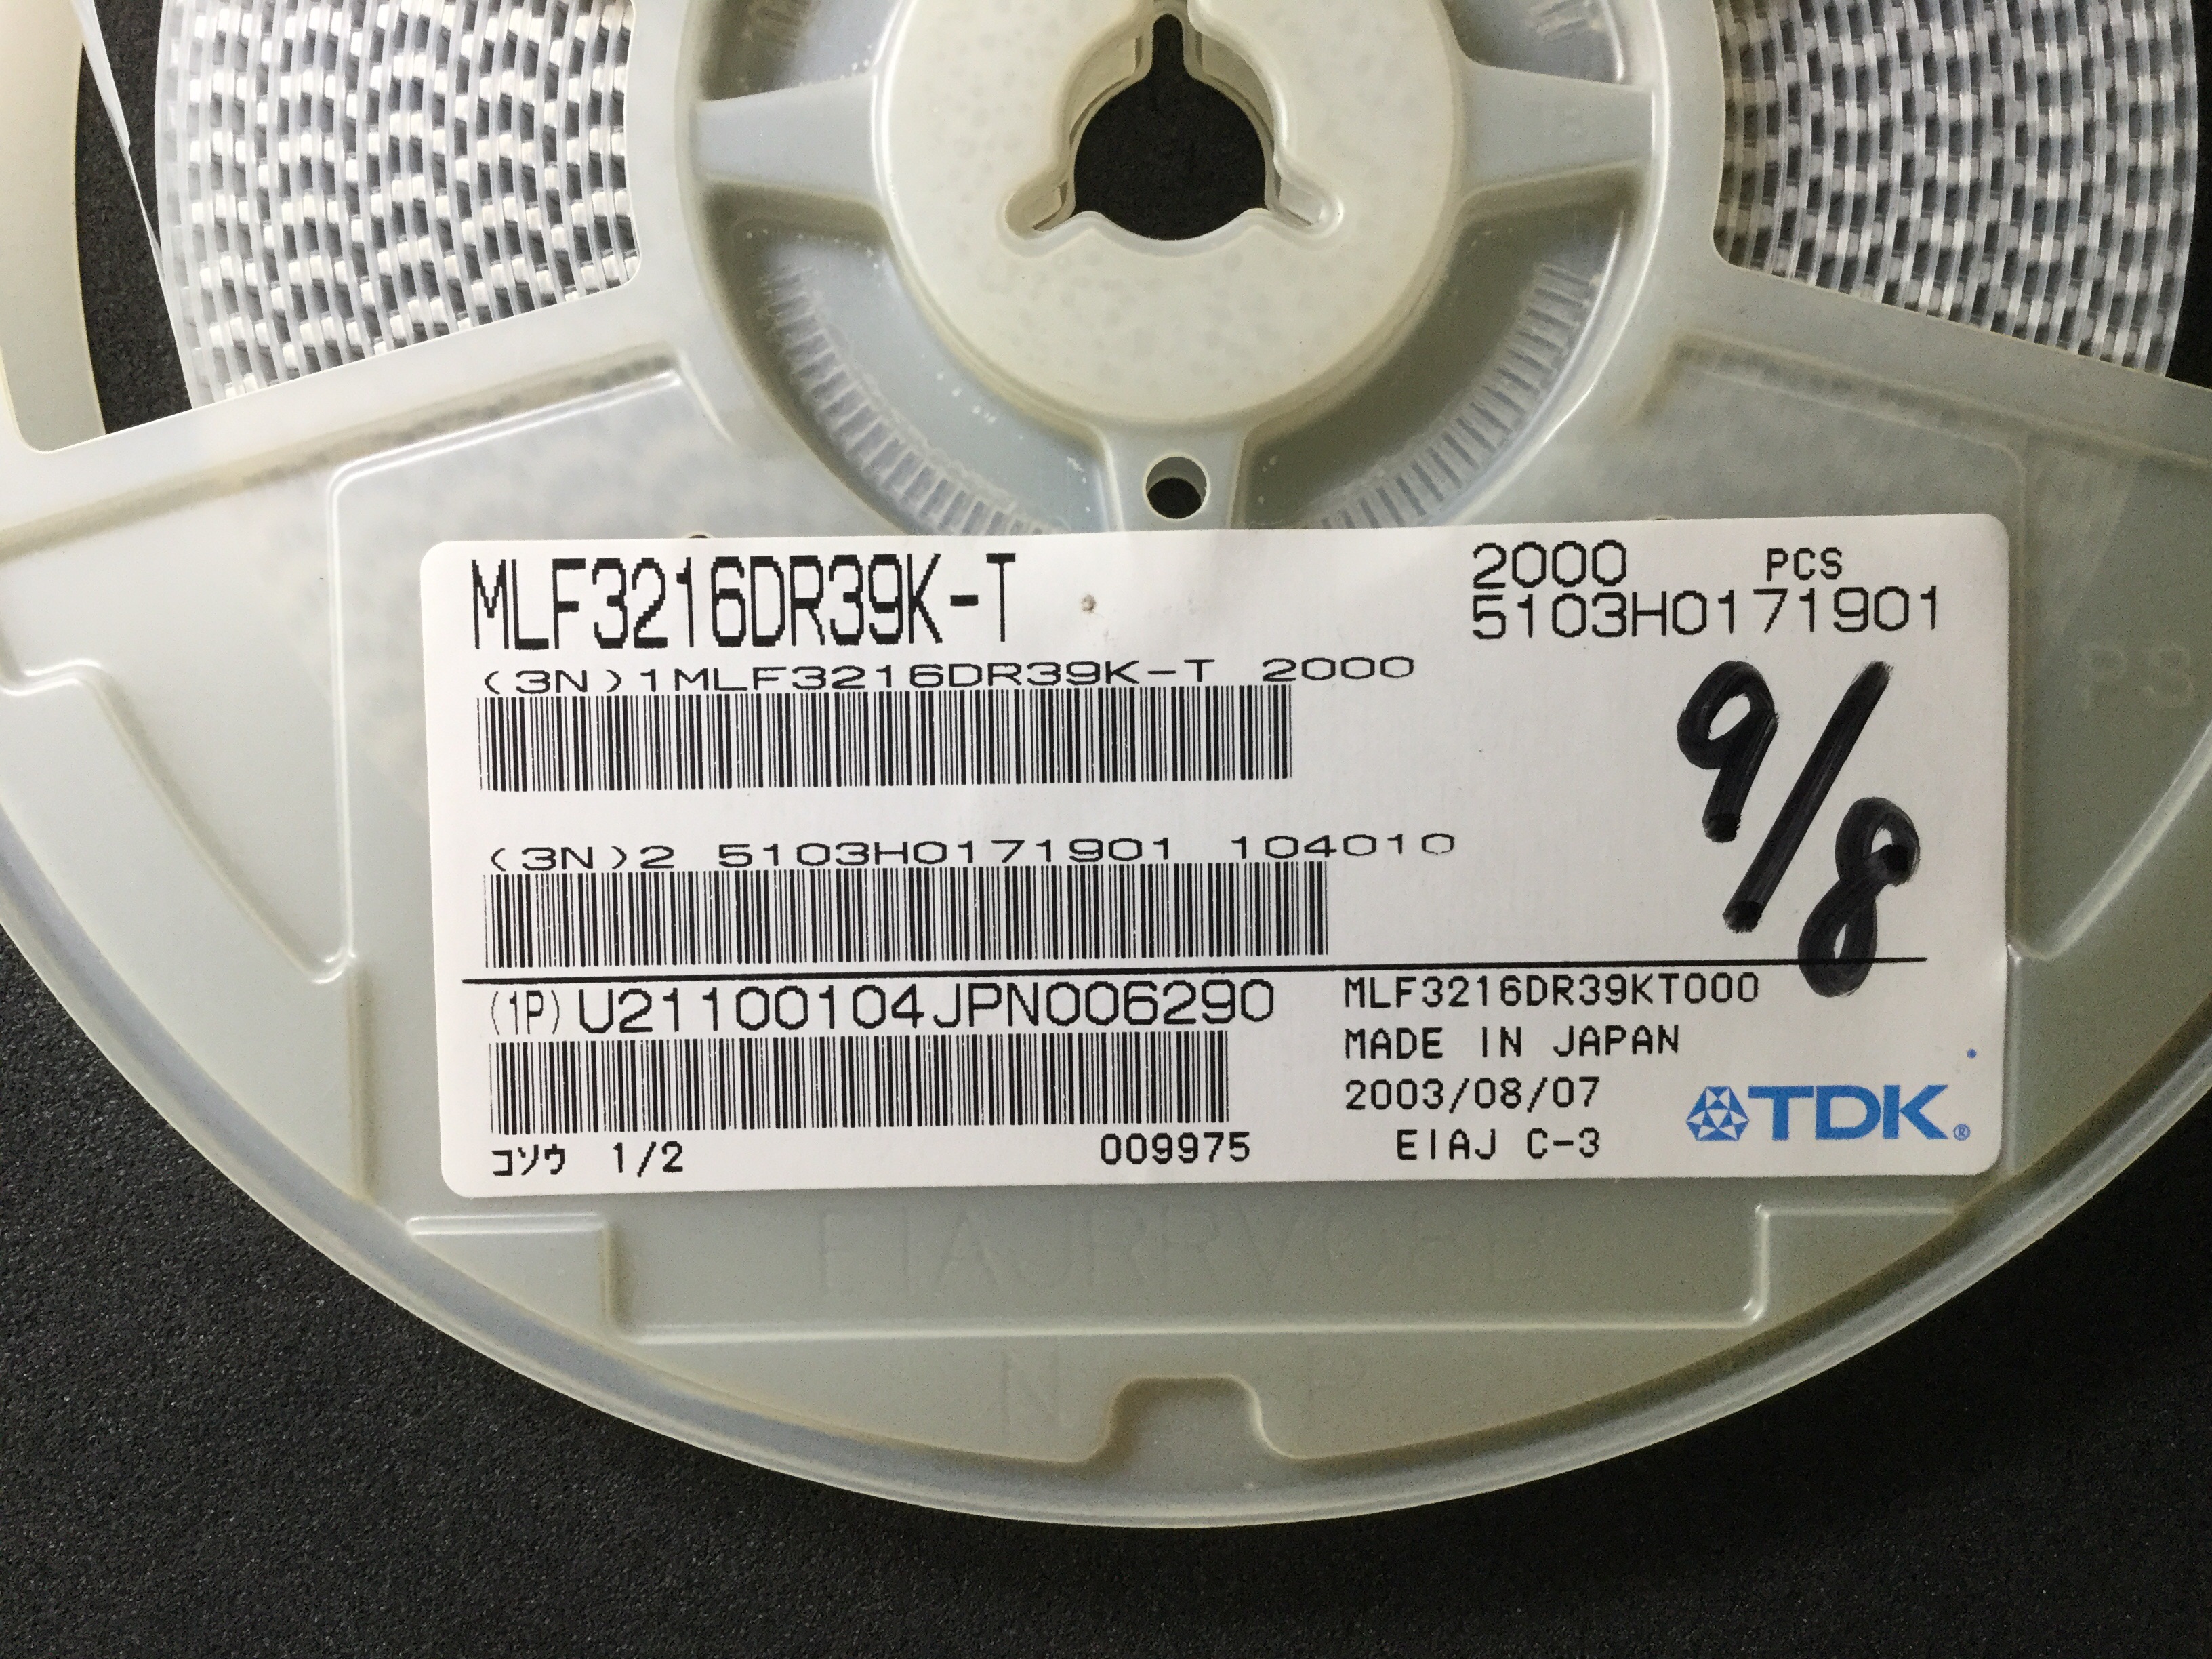 MLF3216DR39K-T
2000 PCS
5103H0171901
(3N)1MLF3216DR39K-T 2000
9/8
(3N)2 5103H0171901 104010
(1P)U21100104JPN006290
MLF3216DR39KT000
MADE IN JAPAN
2003/08/07
TDK®
コソウ 1/2
009975
EIAJ C-3
PS
N P